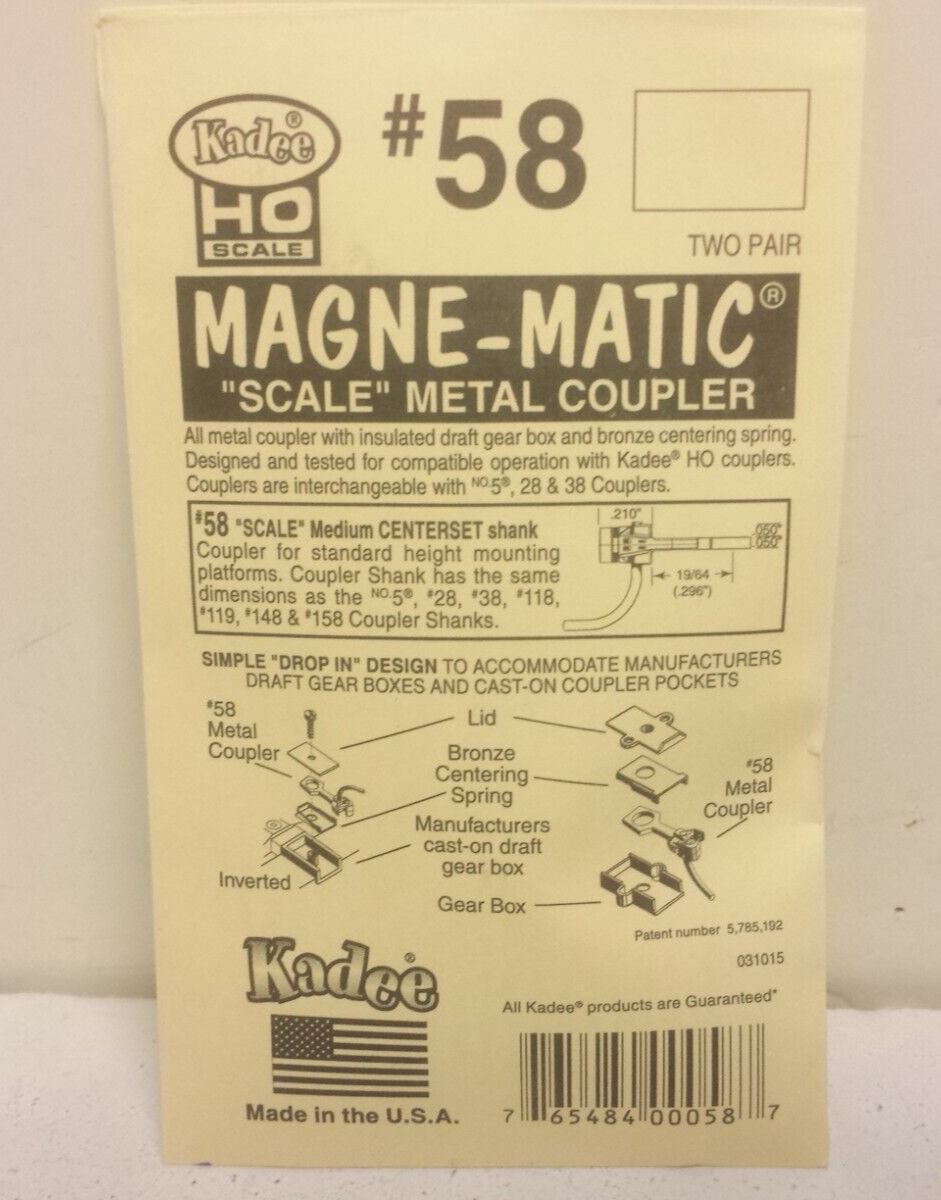 Kadee®
HO
SCALE
#58
TWO PAIR
MAGNE-MATIC®
"SCALE" METAL COUPLER
All metal coupler with insulated draft gear box and bronze centering spring.
Designed and tested for compatible operation with Kadee® HO couplers.
Couplers are interchangeable with NO.5®, 28 & 38 Couplers.
#58 "SCALE" Medium CENTERSET shank
Coupler for standard height mounting
platforms. Coupler Shank has the same
dimensions as the NO.5®, #28, #38, #118,
#119, #148 & #158 Coupler Shanks.
.210"
.050"
.050"
19/64
(.296")
SIMPLE "DROP IN" DESIGN TO ACCOMMODATE MANUFACTURERS
DRAFT GEAR BOXES AND CAST-ON COUPLER POCKETS
#58
Metal
Coupler
Lid
Bronze
Centering
Spring
Manufacturers
cast-on draft
gear box
Inverted
Gear Box
#58
Metal
Coupler
Patent number 5,785,192
031015
Kadee®
All Kadee® products are Guaranteed*
Made in the U.S.A.
7 65484 00058 7